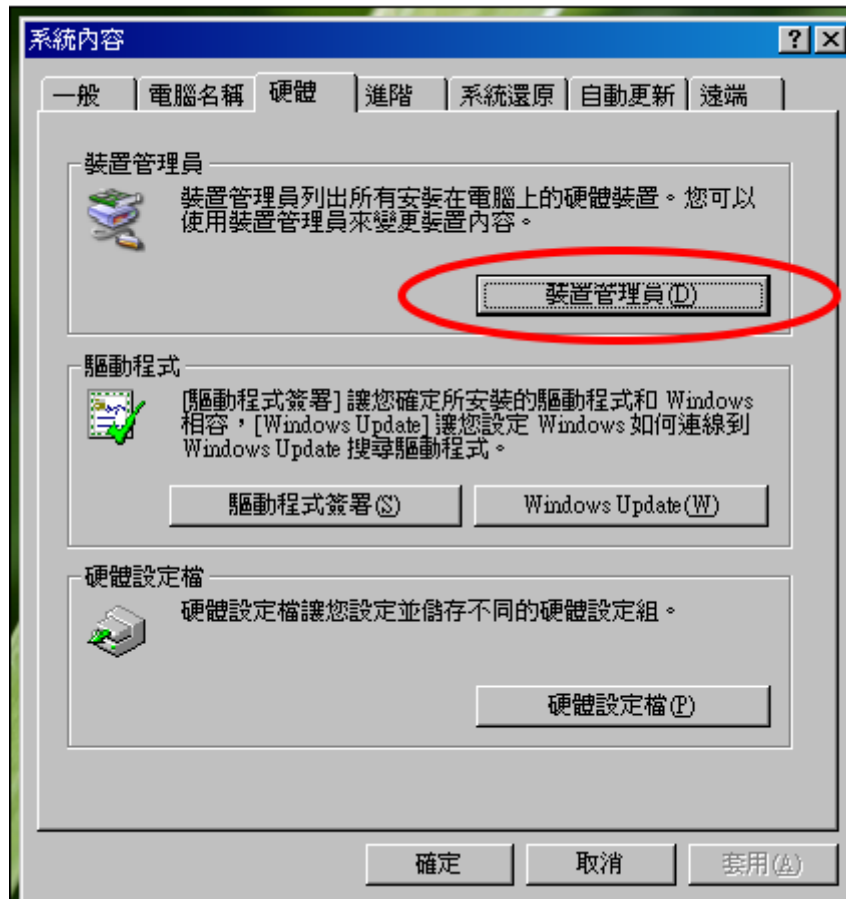 系統內容
一般 電腦名稱 硬體 進階 系統還原 自動更新 遠端
裝置管理員
裝置管理員列出所有安裝在電腦上的硬體裝置。您可以
使用裝置管理員來變更裝置內容。
裝置管理員(D)
驅動程式
[驅動程式簽署] 讓您確定所安裝的驅動程式和 Windows
相容，[Windows Update] 讓您設定 Windows 如何連線到
Windows Update 搜尋驅動程式。
驅動程式簽署(S) Windows Update(W)
硬體設定檔
硬體設定檔讓您設定並儲存不同的硬體設定組。
硬體設定檔(P)
確定 取消 套用(A)